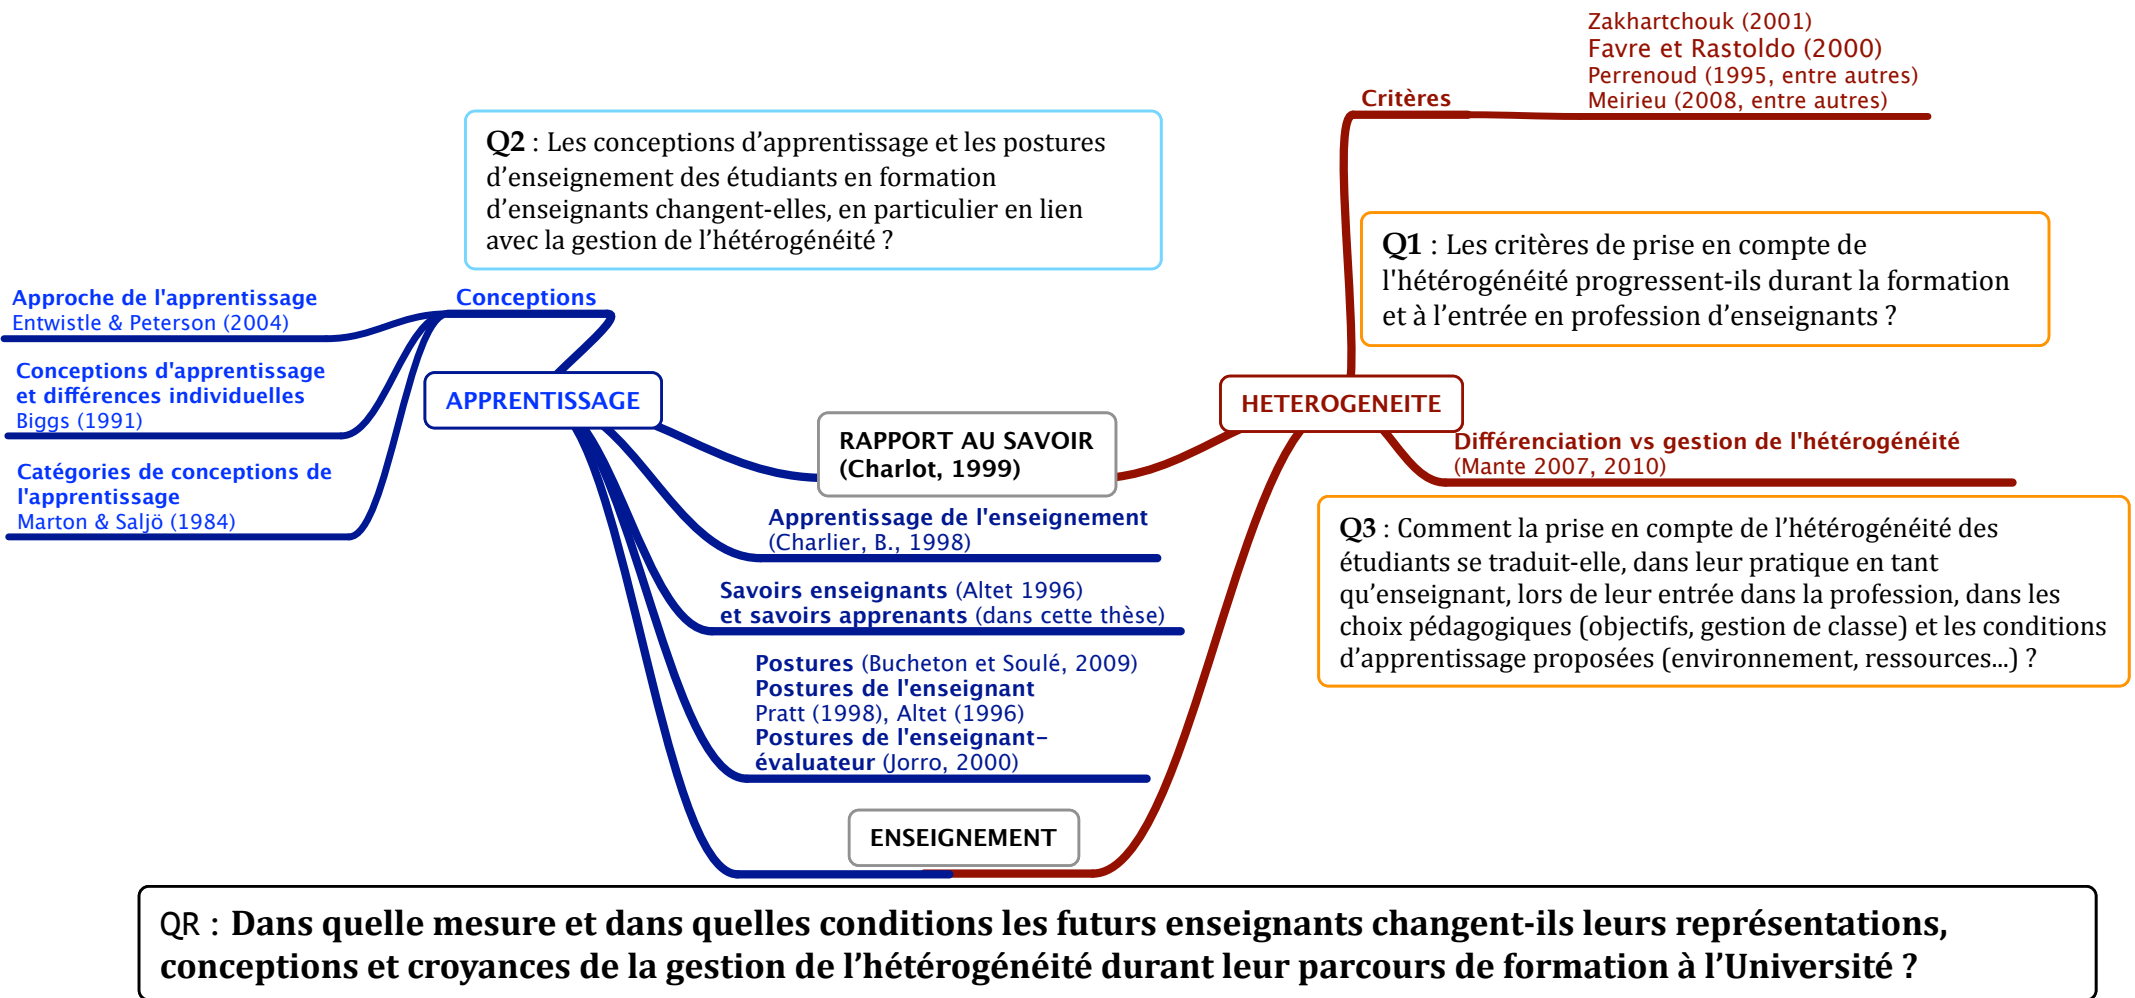 Zakhartchouk (2001)
Favre et Rastoldo (2000)
Perrenoud (1995, entre autres)
Meirieu (2008, entre autres)
Critères
Q2 : Les conceptions d’apprentissage et les postures
d’enseignement des étudiants en formation
d’enseignants changent-elles, en particulier en lien
avec la gestion de l’hétérogénéité ?
Q1 : Les critères de prise en compte de
l'hétérogénéité progressent-ils durant la formation
et à l’entrée en profession d’enseignants ?
Conceptions
Approche de l'apprentissage
Entwistle & Peterson (2004)
Conceptions d'apprentissage
et différences individuelles
Biggs (1991)
Catégories de conceptions de
l'apprentissage
Marton & Saljö (1984)
APPRENTISSAGE
HETEROGENEITE
RAPPORT AU SAVOIR
(Charlot, 1999)
Différenciation vs gestion de l'hétérogénéité
(Mante 2007, 2010)
Apprentissage de l'enseignement
(Charlier, B., 1998)
Savoirs enseignants (Altet 1996)
et savoirs apprenants (dans cette thèse)
Postures (Bucheton et Soulé, 2009)
Postures de l'enseignant
Pratt (1998), Altet (1996)
Postures de l'enseignant-
évaluateur (Jorro, 2000)
Q3 : Comment la prise en compte de l’hétérogénéité des
étudiants se traduit-elle, dans leur pratique en tant
qu’enseignant, lors de leur entrée dans la profession, dans les
choix pédagogiques (objectifs, gestion de classe) et les conditions
d’apprentissage proposées (environnement, ressources...) ?
ENSEIGNEMENT
QR : Dans quelle mesure et dans quelles conditions les futurs enseignants changent-ils leurs représentations,
conceptions et croyances de la gestion de l’hétérogénéité durant leur parcours de formation à l’Université ?